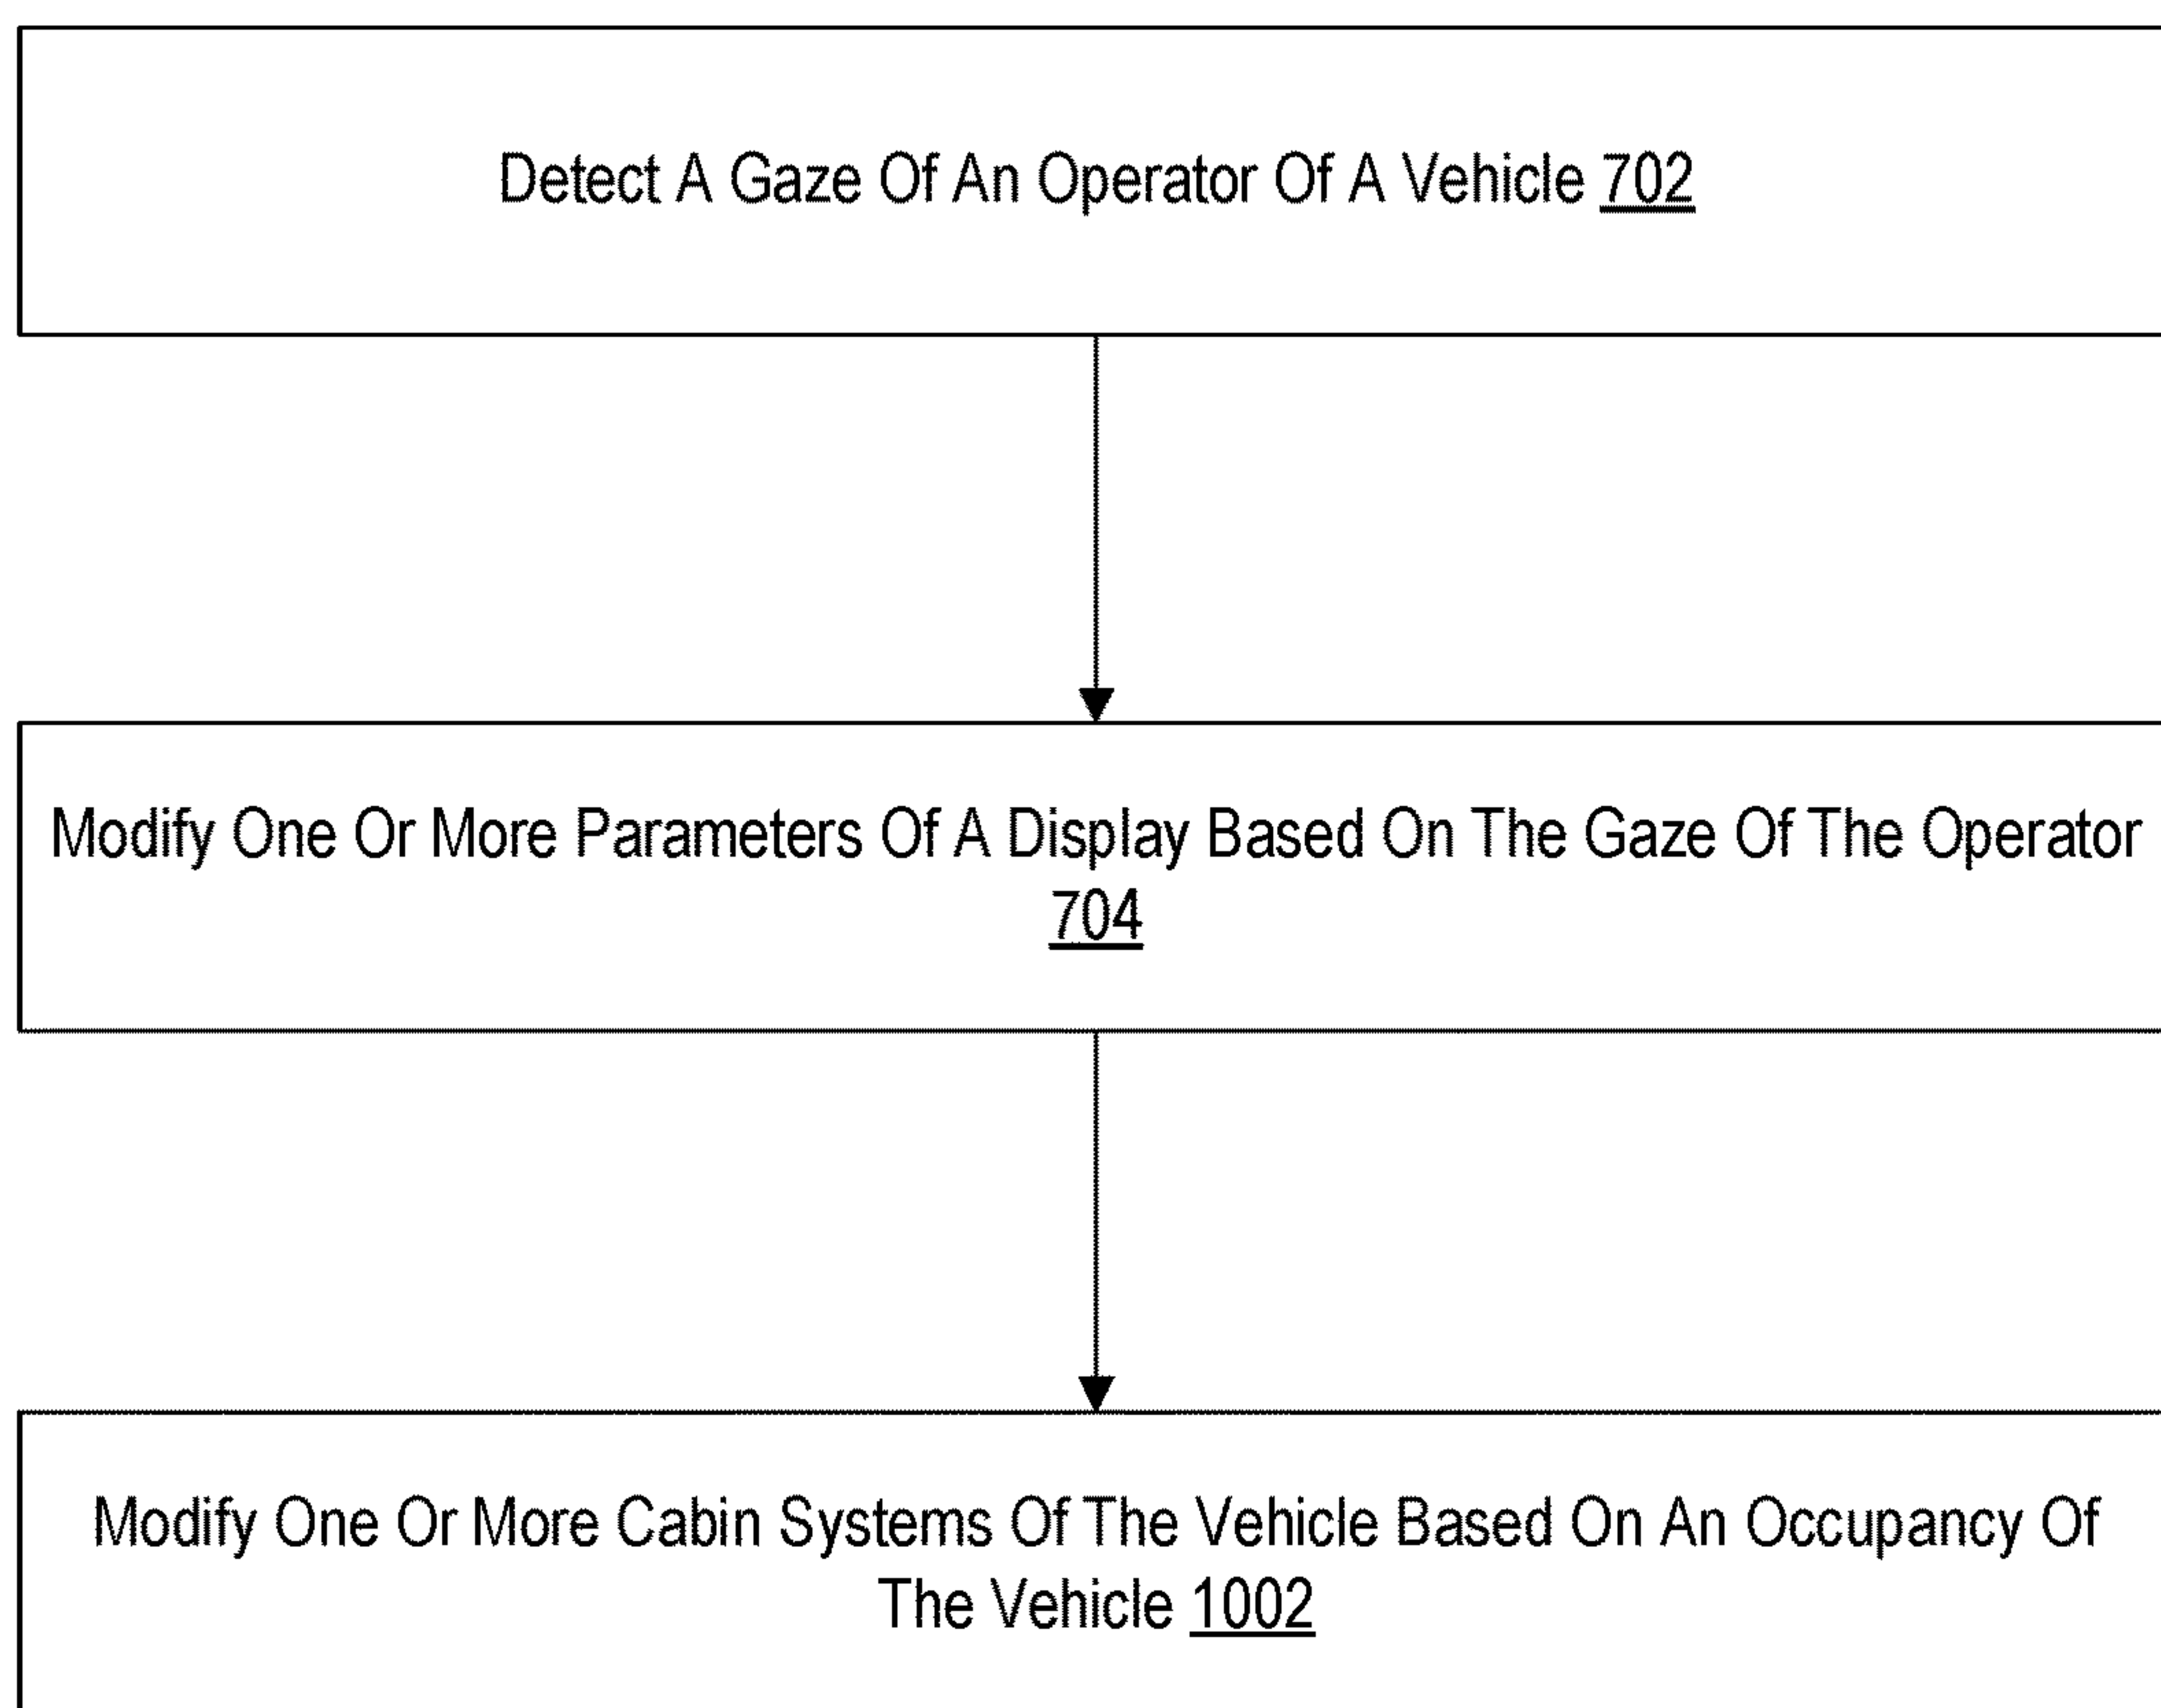 Detect A Gaze Of An Operator Of A Vehicle 702
Modify One Or More Parameters Of A Display Based On The Gaze Of The Operator
704
Modify One Or More Cabin Systems Of The Vehicle Based On An Occupancy Of
The Vehicle 1002